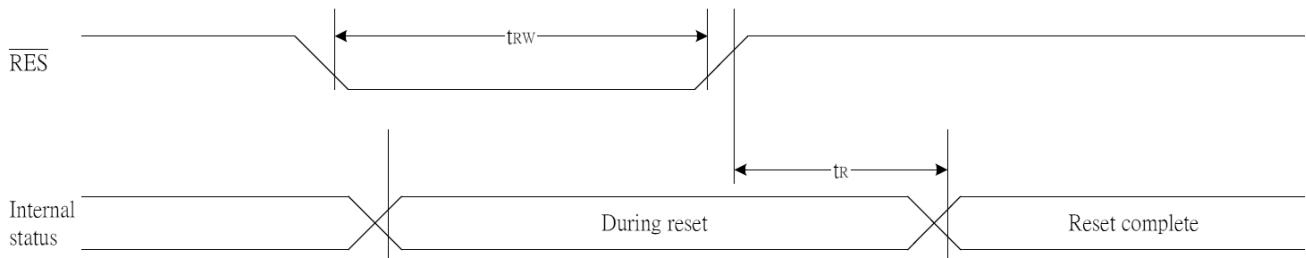 tRW
RES
tR
Internal
status
During reset
Reset complete